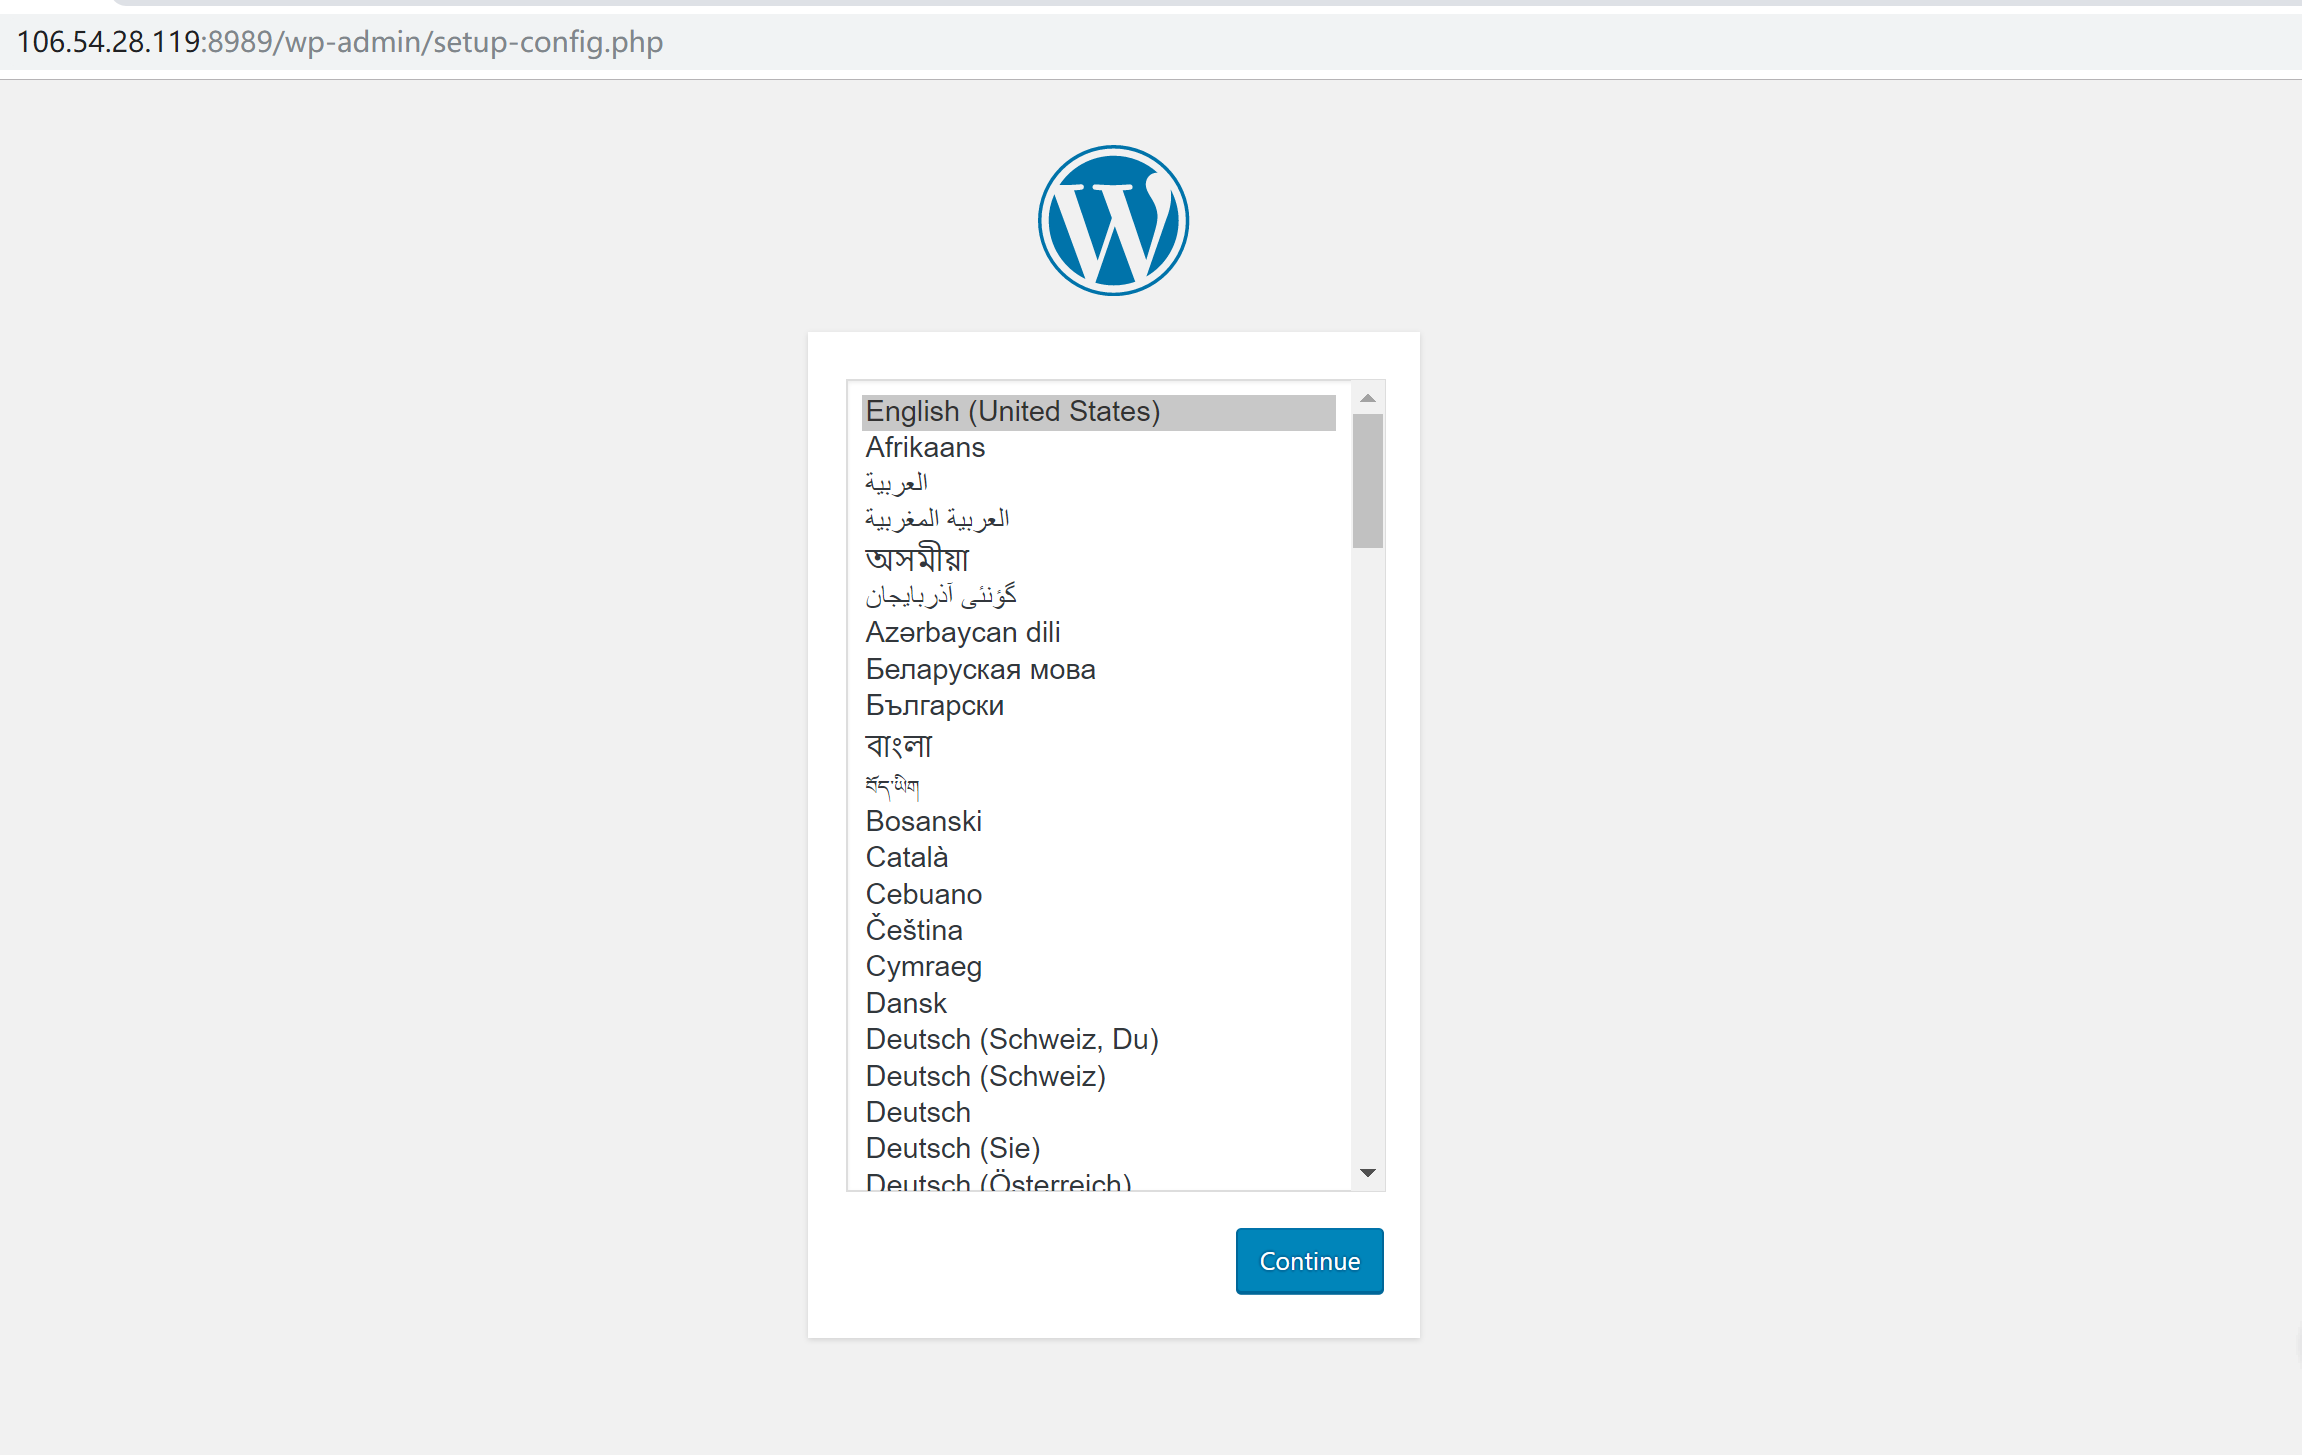 106.54.28.119:8989/wp-admin/setup-config.php
English (United States)
Afrikaans
العربية
العربية المغربية
অসমীয়া
گؤنئی آذربایجان
Azərbaycan dili
Беларуская мова
Български
বাংলা
བོད་ཡིག
Bosanski
Català
Cebuano
Čeština
Cymraeg
Dansk
Deutsch (Schweiz, Du)
Deutsch (Schweiz)
Deutsch
Deutsch (Sie)
Deutsch (Österreich)
Continue